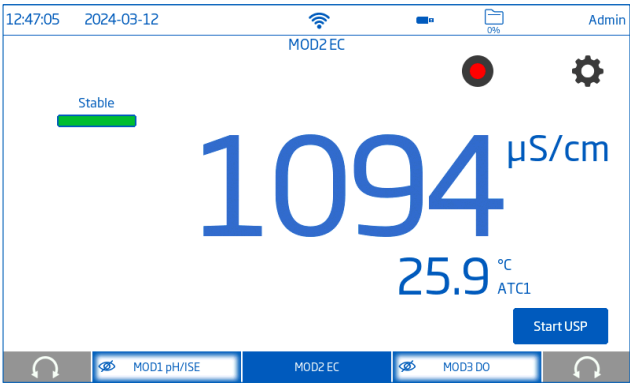 12:47:05 2024-03-12 0% Admin
MOD2 EC
Stable
1094 µS/cm
25.9 °C
ATC1
Start USP
MOD1 pH/ISE MOD2 EC MOD3 DO